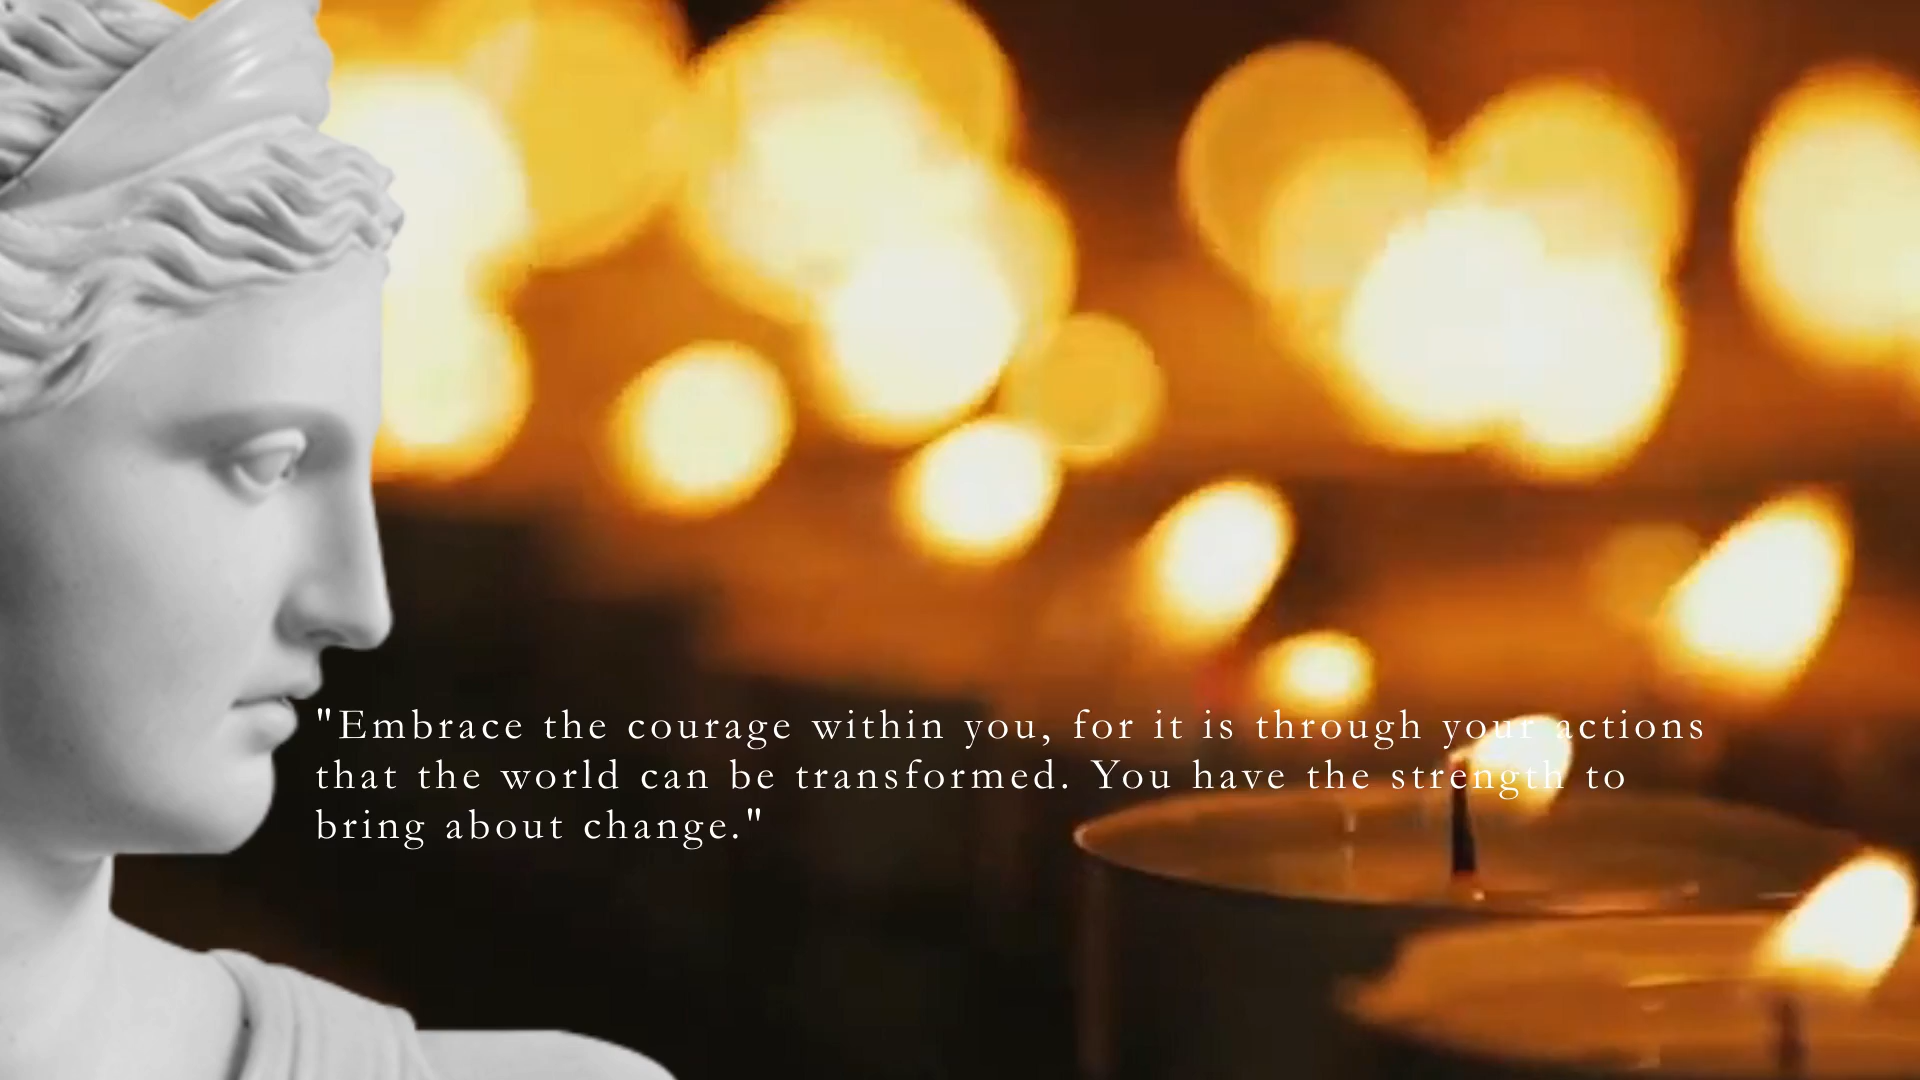 "Embrace the courage within you, for it is through your actions
that the world can be transformed. You have the strength to
bring about change."